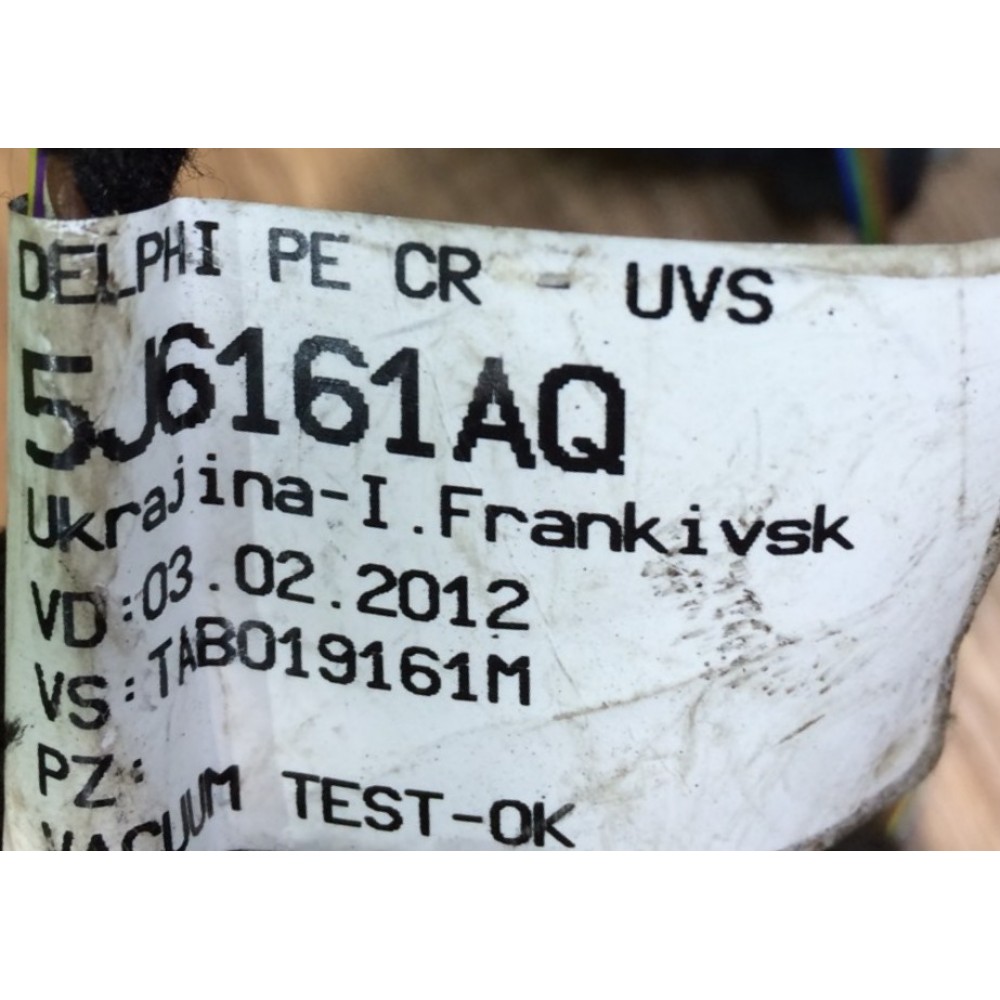 DELPHI PE CR - UVS
5J6161AQ
Ukrajina-I.Frankivsk
VD:03.02.2012
VS:TAB019161M
PZ:
VACUUM TEST-OK